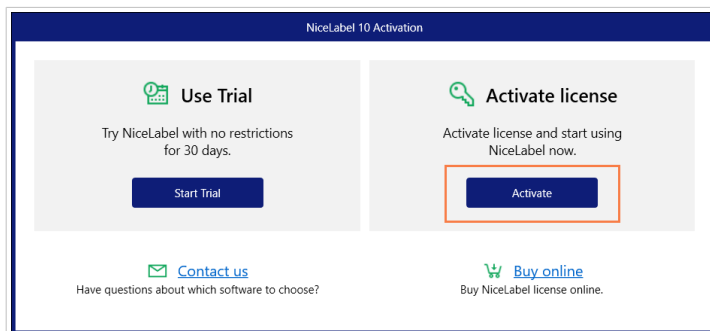 NiceLabel 10 Activation
Use Trial
Try NiceLabel with no restrictions
for 30 days.
Start Trial
Activate license
Activate license and start using
NiceLabel now.
Activate
Contact us
Have questions about which software to choose?
Buy online
Buy NiceLabel license online.